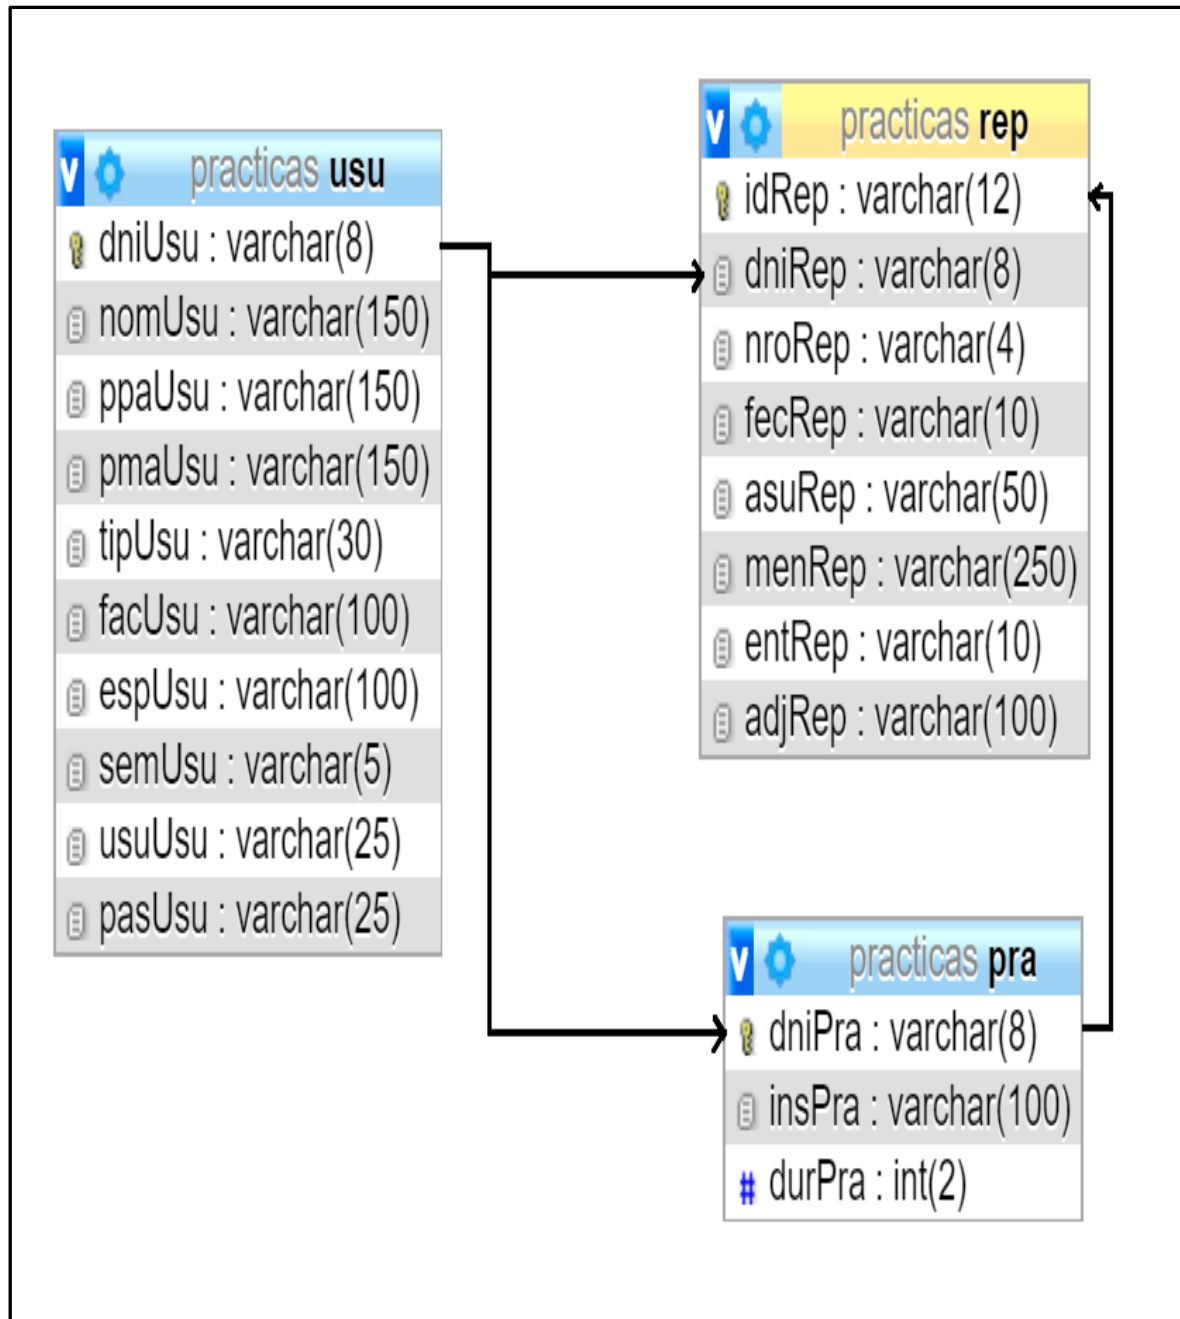 v practicas usu
dniUsu : varchar(8)
nomUsu : varchar(150)
ppaUsu : varchar(150)
pmaUsu : varchar(150)
tipUsu : varchar(30)
facUsu : varchar(100)
espUsu : varchar(100)
semUsu : varchar(5)
usuUsu : varchar(25)
pasUsu : varchar(25)
v practicas rep
idRep : varchar(12)
dniRep : varchar(8)
nroRep : varchar(4)
fecRep : varchar(10)
asuRep : varchar(50)
menRep : varchar(250)
entRep : varchar(10)
adjRep : varchar(100)
v practicas pra
dniPra : varchar(8)
insPra : varchar(100)
# durPra : int(2)